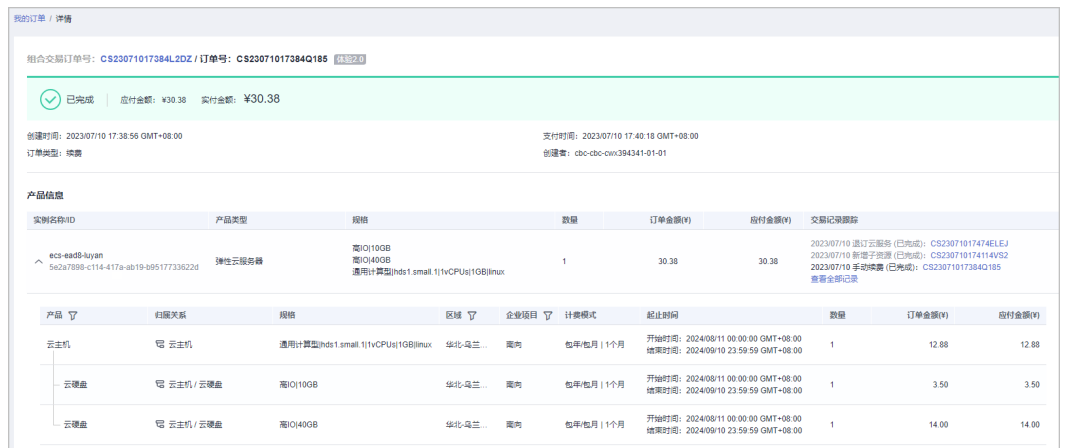 我的订单 / 详情
组合交易订单号：CS23071017384L2DZ / 订单号：CS23071017384Q185 体验2.0
已完成 应付金额：¥30.38 实付金额：¥30.38
创建时间：2023/07/10 17:38:56 GMT+08:00 支付时间：2023/07/10 17:40:18 GMT+08:00
订单类型：续费 创建者：cbc-cbc-cwx394341-01-01
产品信息
实例名称/ID 产品类型 规格 数量 订单金额(¥) 应付金额(¥) 交易记录跟踪
ecs-ead8-luyan
5e2a7898-c114-417a-ab19-b9517733622d
弹性云服务器
高IO|10GB
高IO|40GB
通用计算型|hds1.small.1|1vCPUs|1GB|linux
1 30.38 30.38
2023/07/10 退订云服务 (已完成)：CS23071017474ELEJ
2023/07/10 新增子资源 (已完成)：CS230710174114VS2
2023/07/10 手动续费 (已完成)：CS23071017384Q185
查看全部记录
产品 归属关系 规格 区域 企业项目 计费模式 起止时间 数量 订单金额(¥) 应付金额(¥)
云主机 云主机 通用计算型|hds1.small.1|1vCPUs|1GB|linux 华北-乌兰... 南向 包年/包月 | 1个月
开始时间：2024/08/11 00:00:00 GMT+08:00
结束时间：2024/09/10 23:59:59 GMT+08:00
1 12.88 12.88
云硬盘 云主机 / 云硬盘 高IO|10GB 华北-乌兰... 南向 包年/包月 | 1个月
开始时间：2024/08/11 00:00:00 GMT+08:00
结束时间：2024/09/10 23:59:59 GMT+08:00
1 3.50 3.50
云硬盘 云主机 / 云硬盘 高IO|40GB 华北-乌兰... 南向 包年/包月 | 1个月
开始时间：2024/08/11 00:00:00 GMT+08:00
结束时间：2024/09/10 23:59:59 GMT+08:00
1 14.00 14.00